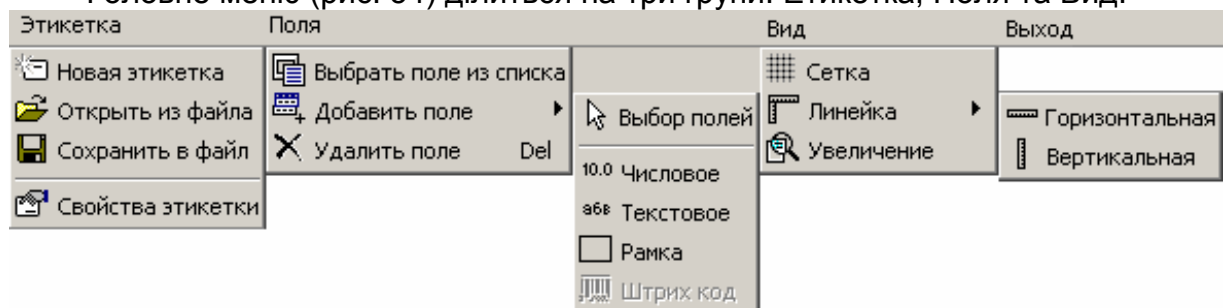 Головне меню (рис. 34) ділиться на три групи: Етикетка, Поля та Вид.
Этикетка Поля Вид Выход
Новая этикетка
Открыть из файла
Сохранить в файл
Свойства этикетки
Выбрать поле из списка
Добавить поле
Удалить поле Del
Выбор полей
10.0 Числовое
абв Текстовое
Рамка
Штрих код
Сетка
Линейка
Увеличение
Горизонтальная
Вертикальная